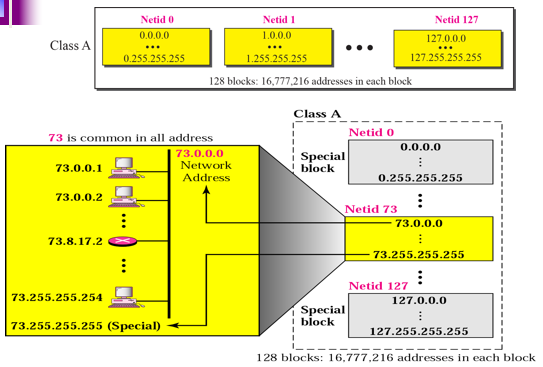 Netid 0 Netid 1 Netid 127
Class A
0.0.0.0 1.0.0.0 127.0.0.0
••• ••• ••• •••
0.255.255.255 1.255.255.255 127.255.255.255
128 blocks: 16,777,216 addresses in each block
73 is common in all address
73.0.0.0
Network
Address
73.0.0.1
73.0.0.2
73.8.17.2
73.255.255.254
73.255.255.255 (Special)
Class A
Netid 0
Special
block
0.0.0.0
0.255.255.255
Netid 73
73.0.0.0
73.255.255.255
Netid 127
Special
block
127.0.0.0
127.255.255.255
128 blocks: 16,777,216 addresses in each block